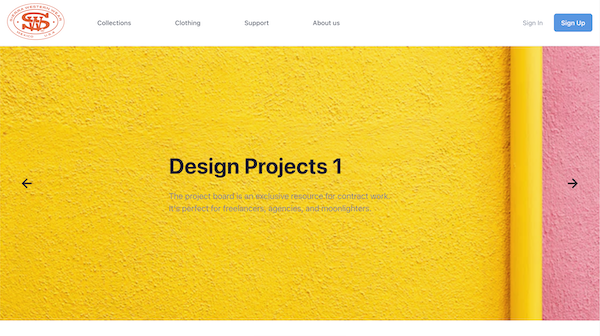 Collections
Clothing
Support
About us
Sign In
Sign Up
Design Projects 1
The project board is an exclusive resource for contract work.
It's perfect for freelancers, agencies, and moonlighters.